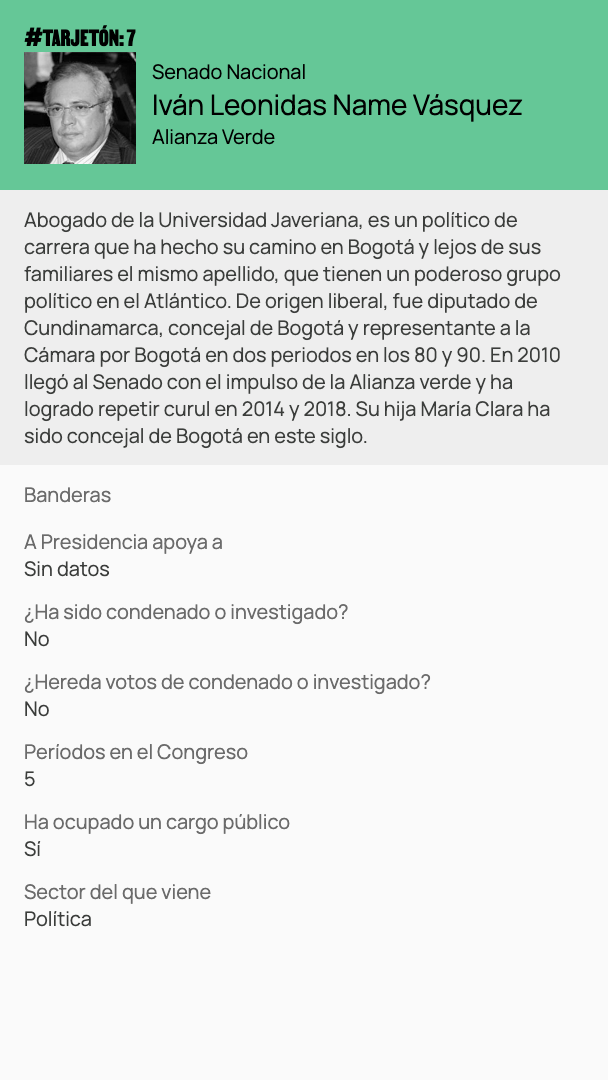 #TARJETÓN: 7
Senado Nacional
Iván Leonidas Name Vásquez
Alianza Verde
Abogado de la Universidad Javeriana, es un político de
carrera que ha hecho su camino en Bogotá y lejos de sus
familiares el mismo apellido, que tienen un poderoso grupo
político en el Atlántico. De origen liberal, fue diputado de
Cundinamarca, concejal de Bogotá y representante a la
Cámara por Bogotá en dos periodos en los 80 y 90. En 2010
llegó al Senado con el impulso de la Alianza verde y ha
logrado repetir curul en 2014 y 2018. Su hija María Clara ha
sido concejal de Bogotá en este siglo.
Banderas
A Presidencia apoya a
Sin datos
¿Ha sido condenado o investigado?
No
¿Hereda votos de condenado o investigado?
No
Períodos en el Congreso
5
Ha ocupado un cargo público
Sí
Sector del que viene
Política